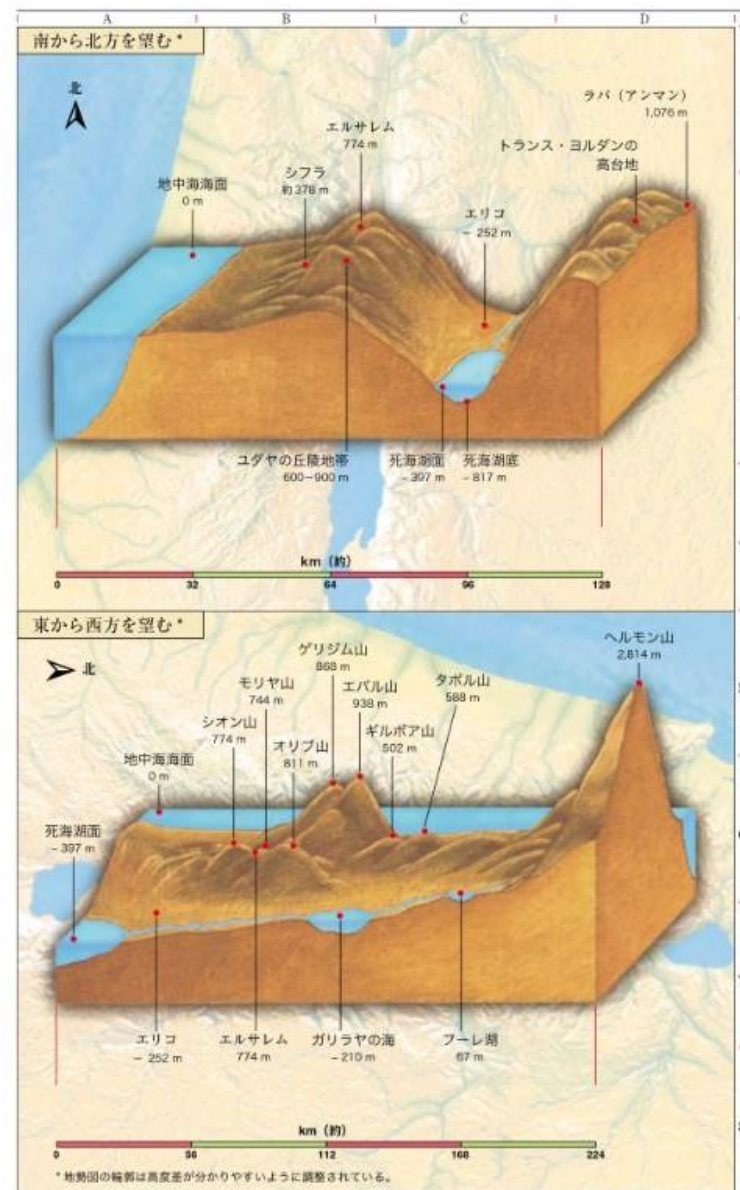 A B C D
南から北方を望む*
北
ラバ（アンマン）
1,076 m
エルサレム
774 m
トランス・ヨルダンの
高台地
シフラ
約378 m
地中海海面
0 m
エリコ
− 252 m
ユダヤの丘陵地帯
600−900 m
死海湖面
− 397 m
死海湖底
− 817 m
km（約）
0 32 64 96 128
東から西方を望む*
北
ヘルモン山
2,814 m
ゲリジム山
868 m
モリヤ山
744 m
エバル山
938 m
タボル山
588 m
シオン山
774 m
オリブ山
811 m
ギルボア山
502 m
地中海海面
0 m
死海湖面
− 397 m
エリコ
− 252 m
エルサレム
774 m
ガリラヤの海
−210 m
フーレ湖
67 m
km（約）
0 96 112 168 224
* 地勢図の輪郭は高度差が分かりやすいように調整されている。